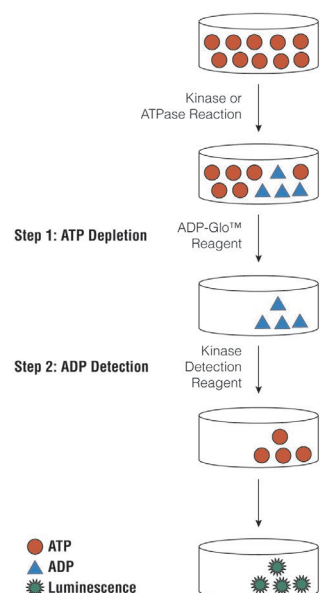 Kinase or
ATPase Reaction
Step 1: ATP Depletion
ADP-Glo™
Reagent
Step 2: ADP Detection
Kinase
Detection
Reagent
ATP
ADP
Luminescence